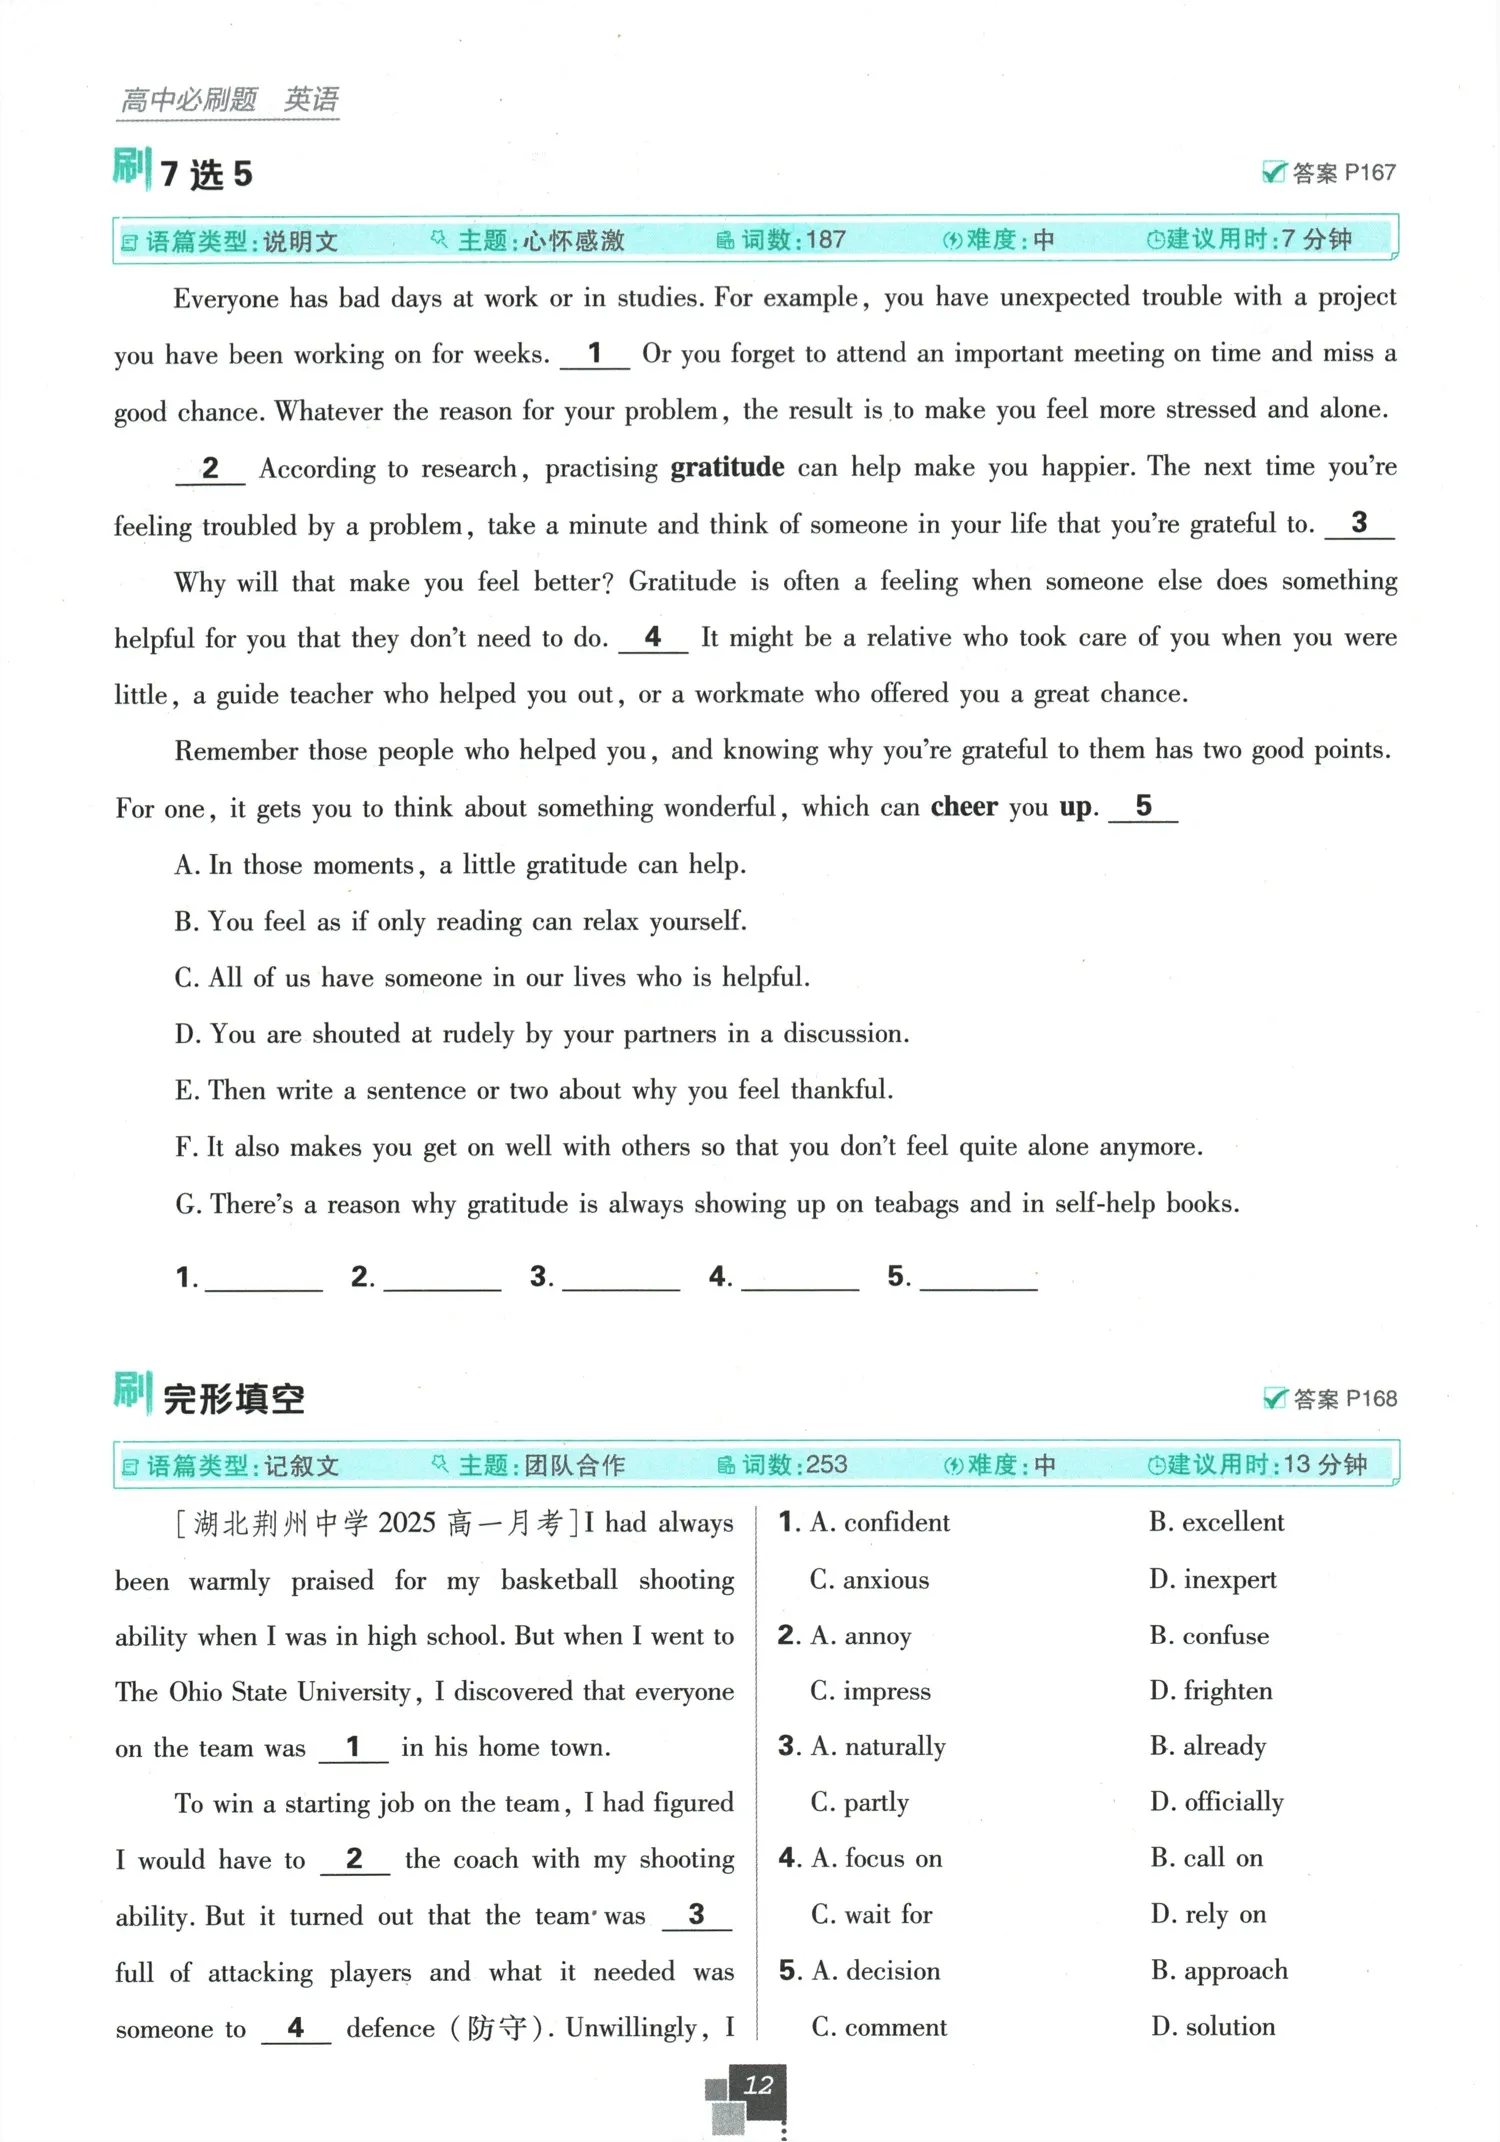 高中必刷题 英语
刷 7 选 5
答案 P167
语篇类型:说明文 主题:心怀感激 词数:187 难度:中 建议用时:7 分钟
Everyone has bad days at work or in studies. For example, you have unexpected trouble with a project
you have been working on for weeks. 1 Or you forget to attend an important meeting on time and miss a
good chance. Whatever the reason for your problem, the result is to make you feel more stressed and alone.
2 According to research, practising gratitude can help make you happier. The next time you're
feeling troubled by a problem, take a minute and think of someone in your life that you're grateful to. 3
Why will that make you feel better? Gratitude is often a feeling when someone else does something
helpful for you that they don't need to do. 4 It might be a relative who took care of you when you were
little, a guide teacher who helped you out, or a workmate who offered you a great chance.
Remember those people who helped you, and knowing why you're grateful to them has two good points.
For one, it gets you to think about something wonderful, which can cheer you up. 5
A. In those moments, a little gratitude can help.
B. You feel as if only reading can relax yourself.
C. All of us have someone in our lives who is helpful.
D. You are shouted at rudely by your partners in a discussion.
E. Then write a sentence or two about why you feel thankful.
F. It also makes you get on well with others so that you don't feel quite alone anymore.
G. There's a reason why gratitude is always showing up on teabags and in self-help books.
1. 2. 3. 4. 5.
刷 完形填空
答案 P168
语篇类型:记叙文 主题:团队合作 词数:253 难度:中 建议用时:13 分钟
[湖北荆州中学 2025 高一月考]I had always
been warmly praised for my basketball shooting
ability when I was in high school. But when I went to
The Ohio State University, I discovered that everyone
on the team was 1 in his home town.
To win a starting job on the team, I had figured
I would have to 2 the coach with my shooting
ability. But it turned out that the team was 3
full of attacking players and what it needed was
someone to 4 defence (防守). Unwillingly, I
1. A. confident B. excellent
C. anxious D. inexpert
2. A. annoy B. confuse
C. impress D. frighten
3. A. naturally B. already
C. partly D. officially
4. A. focus on B. call on
C. wait for D. rely on
5. A. decision B. approach
C. comment D. solution
12